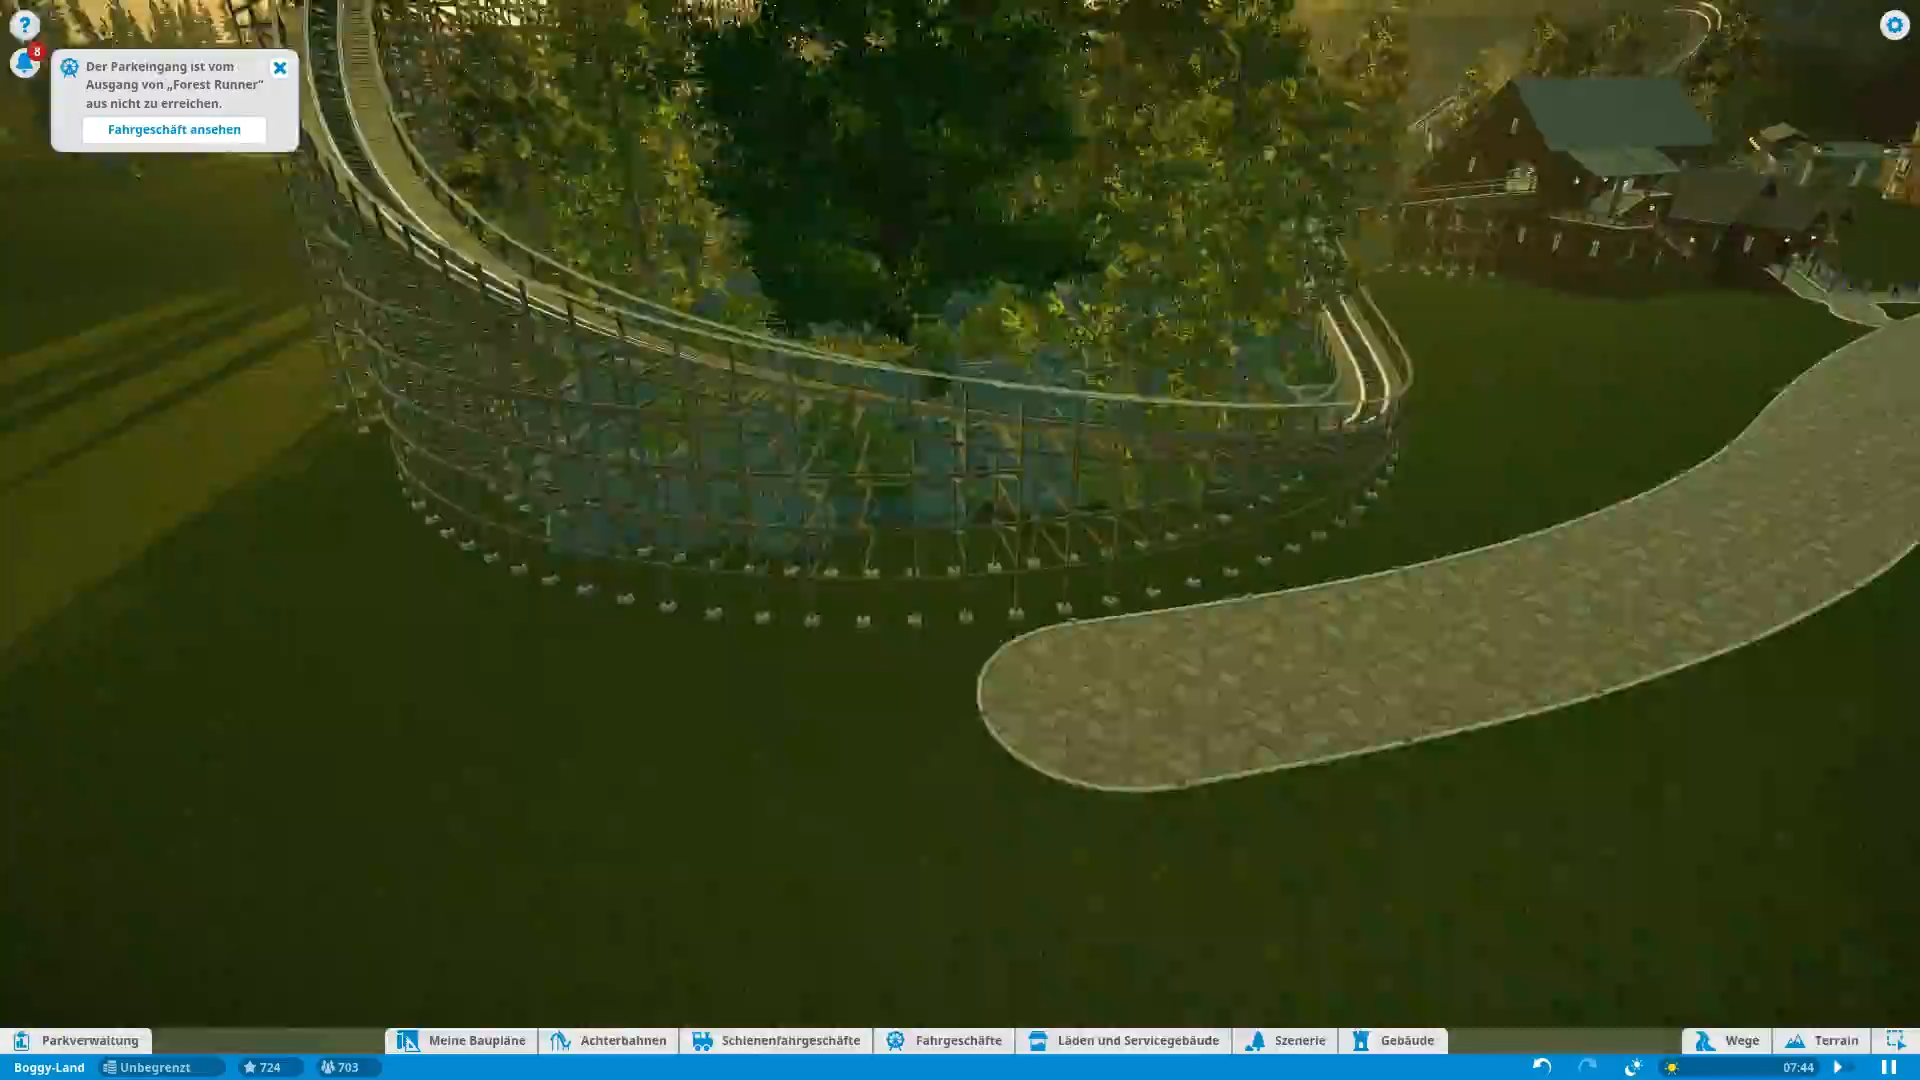 ?
8
Der Parkeingang ist vom
Ausgang von „Forest Runner“
aus nicht zu erreichen.
Fahrgeschäft ansehen
Parkverwaltung
Meine Baupläne
Achterbahnen
Schienenfahrgeschäfte
Fahrgeschäfte
Läden und Servicegebäude
Szenerie
Gebäude
Wege
Terrain
Boggy-Land
Unbegrenzt
724
703
07:44